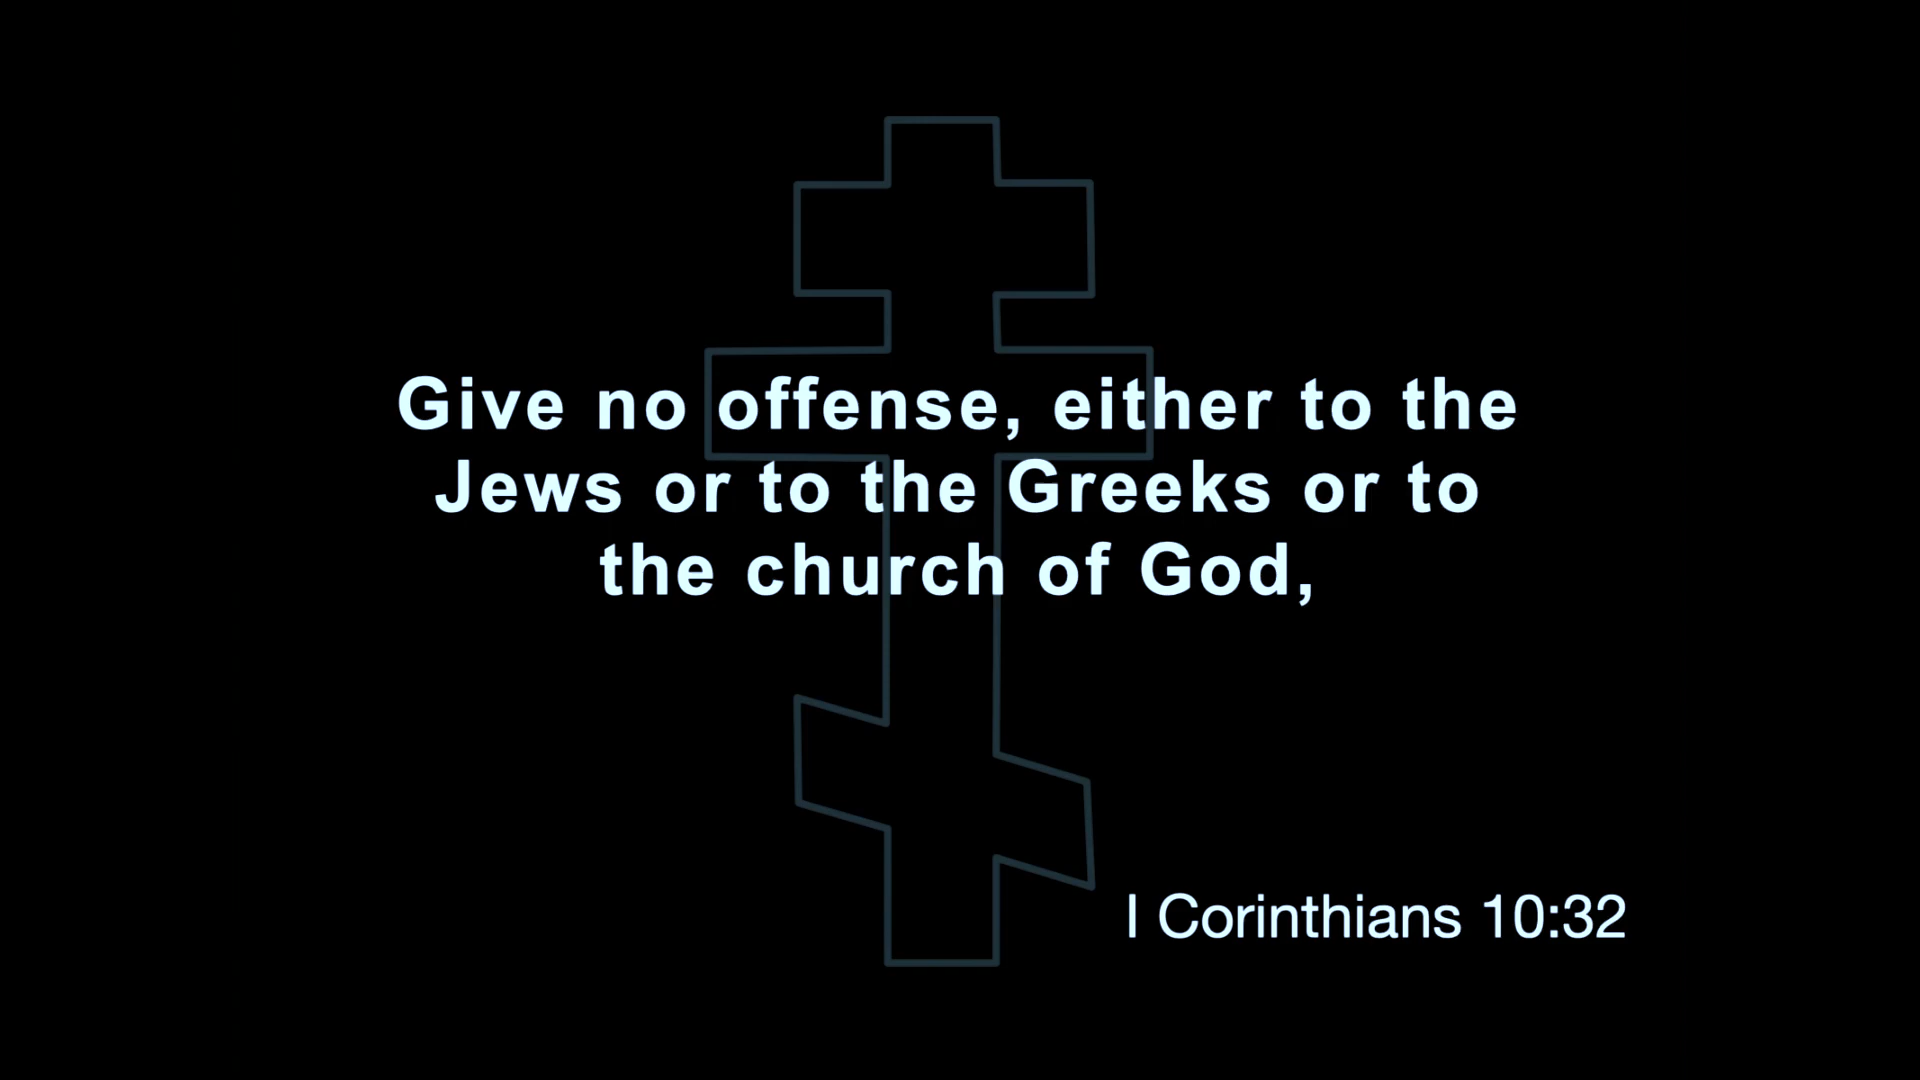 Give no offense, either to the
Jews or to the Greeks or to
the church of God,
I Corinthians 10:32